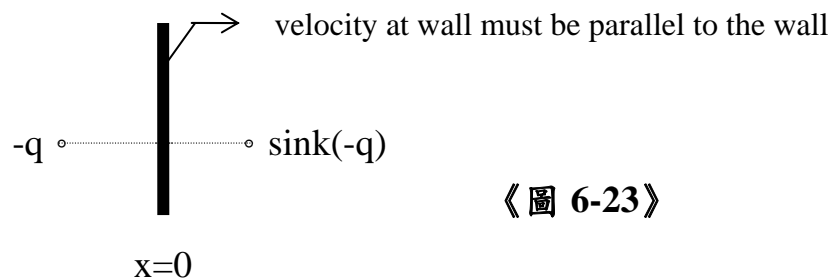 velocity at wall must be parallel to the wall
-q
sink(-q)
《圖 6-23》
x=0